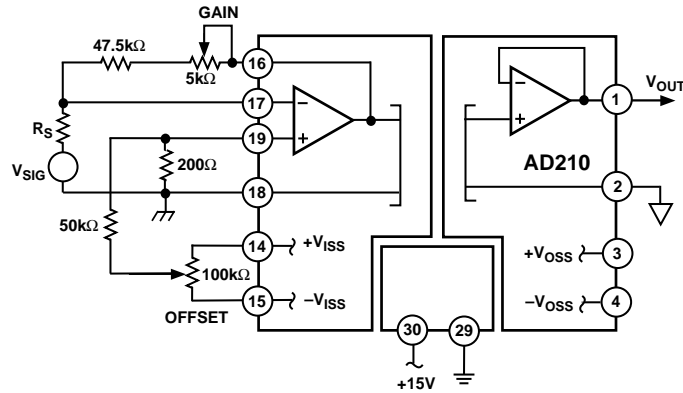 GAIN
47.5kΩ
5kΩ
16
17
19
18
14
15
RS
VSIG
200Ω
50kΩ
100kΩ
OFFSET
+VISS
−VISS
−
+
−
+
AD210
1
VOUT
2
3
+VOSS
4
−VOSS
30
29
+15V